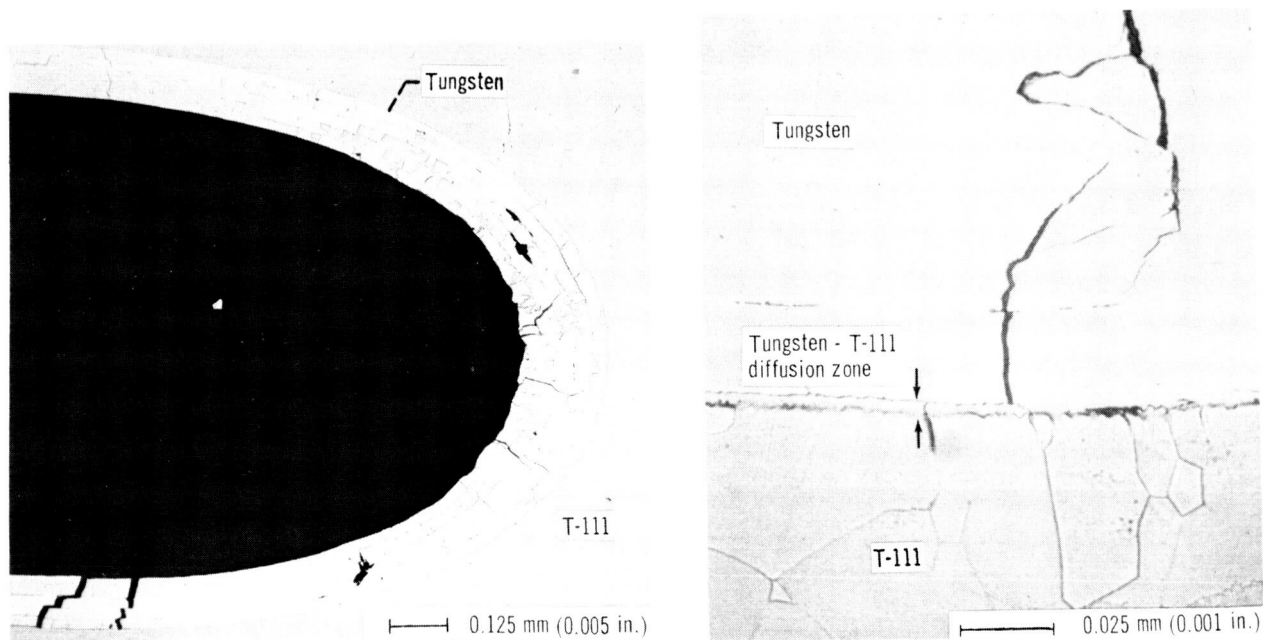 Tungsten
T-111
0.125 mm (0.005 in.)
Tungsten
Tungsten - T-111
diffusion zone
T-111
0.025 mm (0.001 in.)